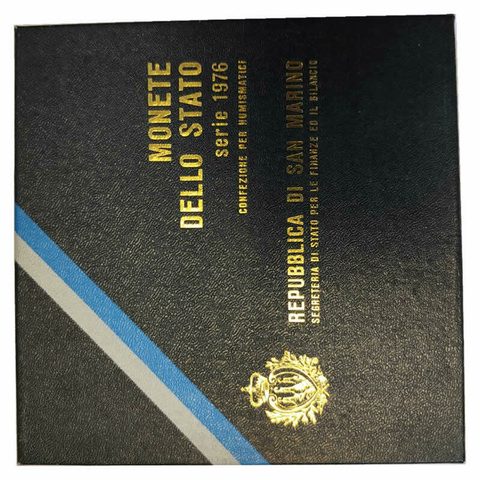 MONETE
DELLO STATO
serie 1976
CONFEZIONE PER NUMISMATICI
REPUBBLICA DI SAN MARINO
SEGRETERIA DI STATO PER LE FINANZE ED IL BILANCIO